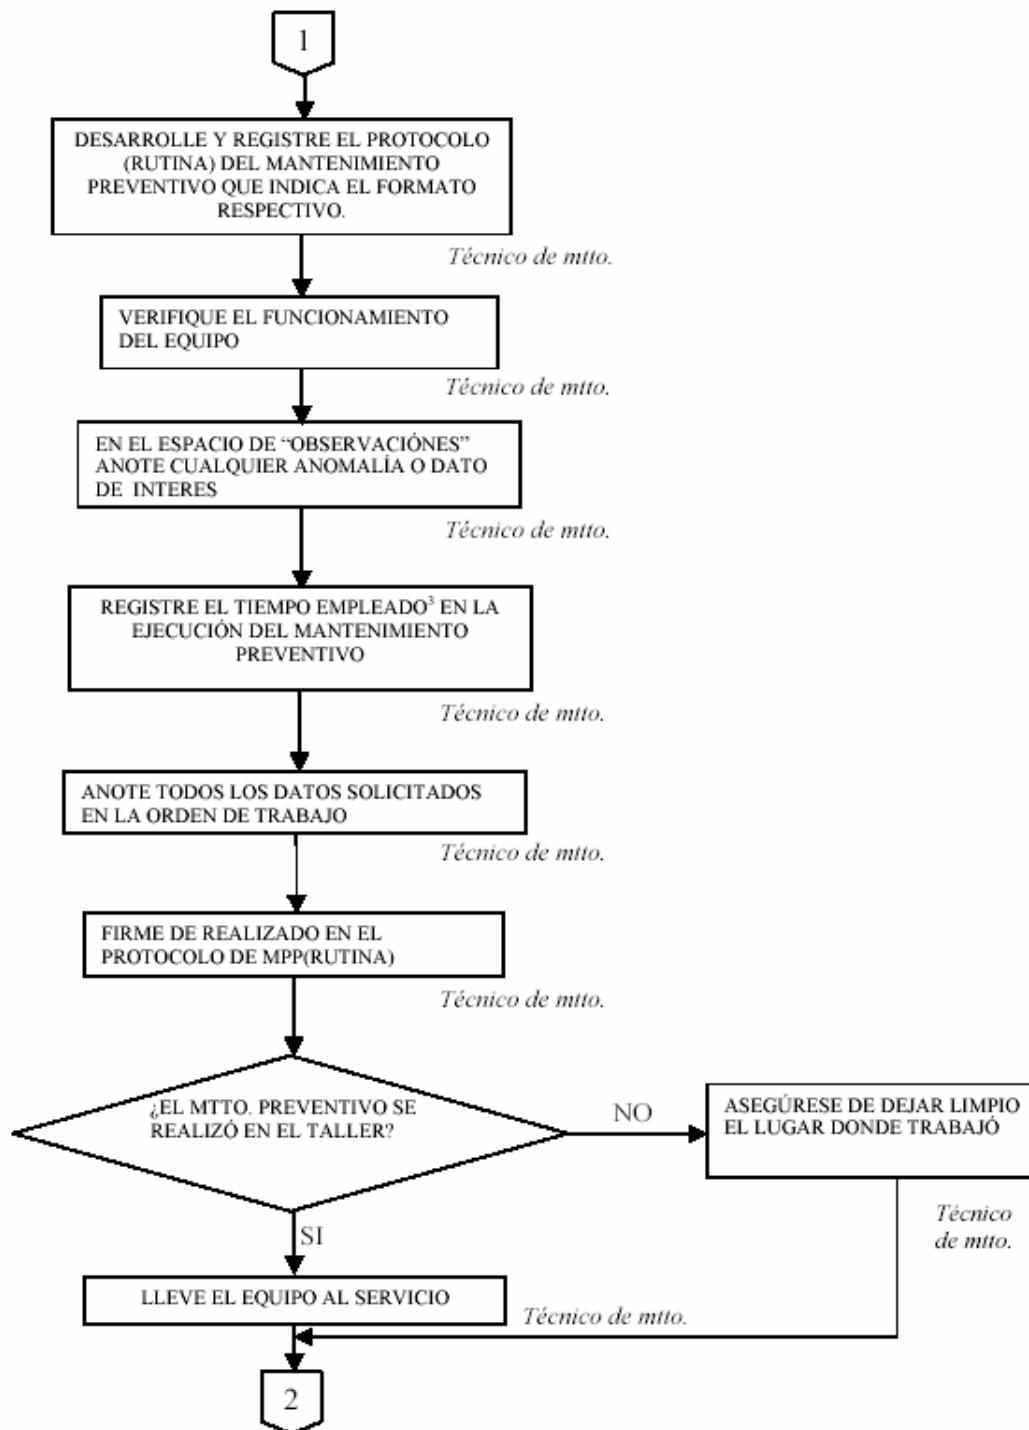 1
DESARROLLE Y REGISTRE EL PROTOCOLO
(RUTINA) DEL MANTENIMIENTO
PREVENTIVO QUE INDICA EL FORMATO
RESPECTIVO.
Técnico de mtto.
VERIFIQUE EL FUNCIONAMIENTO
DEL EQUIPO
Técnico de mtto.
EN EL ESPACIO DE “OBSERVACIÓNES”
ANOTE CUALQUIER ANOMALÍA O DATO
DE INTERES
Técnico de mtto.
REGISTRE EL TIEMPO EMPLEADO³ EN LA
EJECUCIÓN DEL MANTENIMIENTO
PREVENTIVO
Técnico de mtto.
ANOTE TODOS LOS DATOS SOLICITADOS
EN LA ORDEN DE TRABAJO
Técnico de mtto.
FIRME DE REALIZADO EN EL
PROTOCOLO DE MPP(RUTINA)
Técnico de mtto.
¿EL MTTO. PREVENTIVO SE
REALIZÓ EN EL TALLER?
NO
ASEGÚRESE DE DEJAR LIMPIO
EL LUGAR DONDE TRABAJÓ
Técnico
de mtto.
SI
LLEVE EL EQUIPO AL SERVICIO
Técnico de mtto.
2